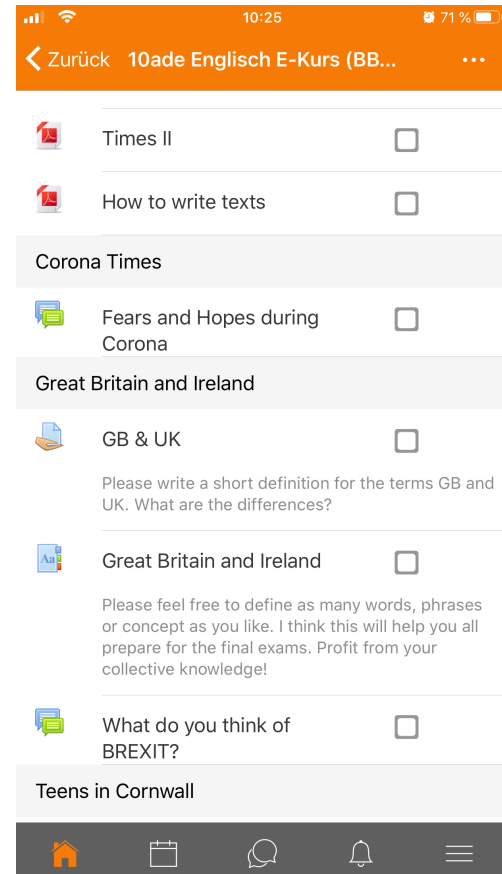 10:25
71 %
Zurück 10ade Englisch E-Kurs (BB...
Times II
How to write texts
Corona Times
Fears and Hopes during
Corona
Great Britain and Ireland
GB & UK
Please write a short definition for the terms GB and
UK. What are the differences?
Aa
Great Britain and Ireland
Please feel free to define as many words, phrases
or concept as you like. I think this will help you all
prepare for the final exams. Profit from your
collective knowledge!
What do you think of
BREXIT?
Teens in Cornwall